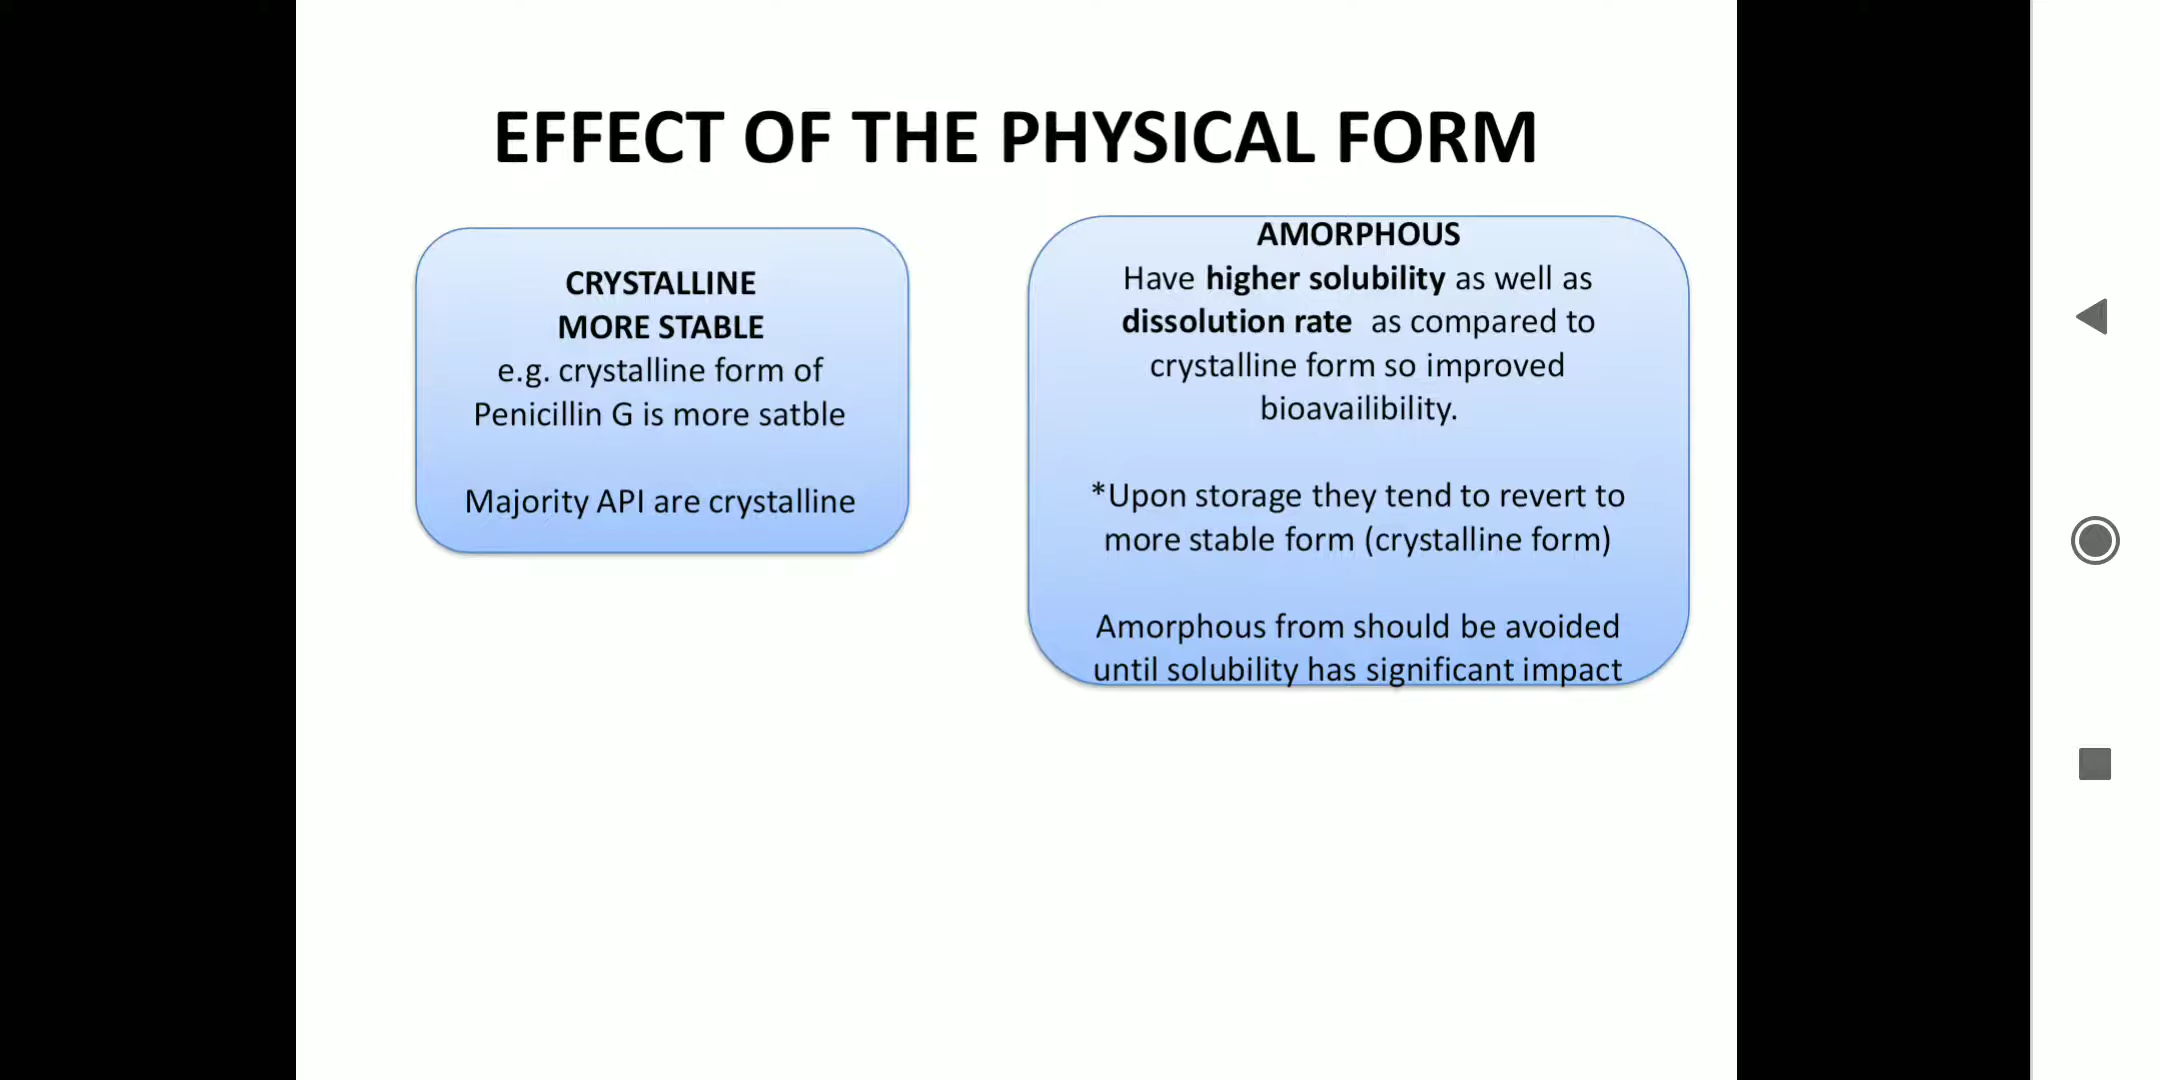 EFFECT OF THE PHYSICAL FORM
CRYSTALLINE
MORE STABLE
e.g. crystalline form of
Penicillin G is more satble
Majority API are crystalline
AMORPHOUS
Have higher solubility as well as
dissolution rate as compared to
crystalline form so improved
bioavailibility.
*Upon storage they tend to revert to
more stable form (crystalline form)
Amorphous from should be avoided
until solubility has significant impact